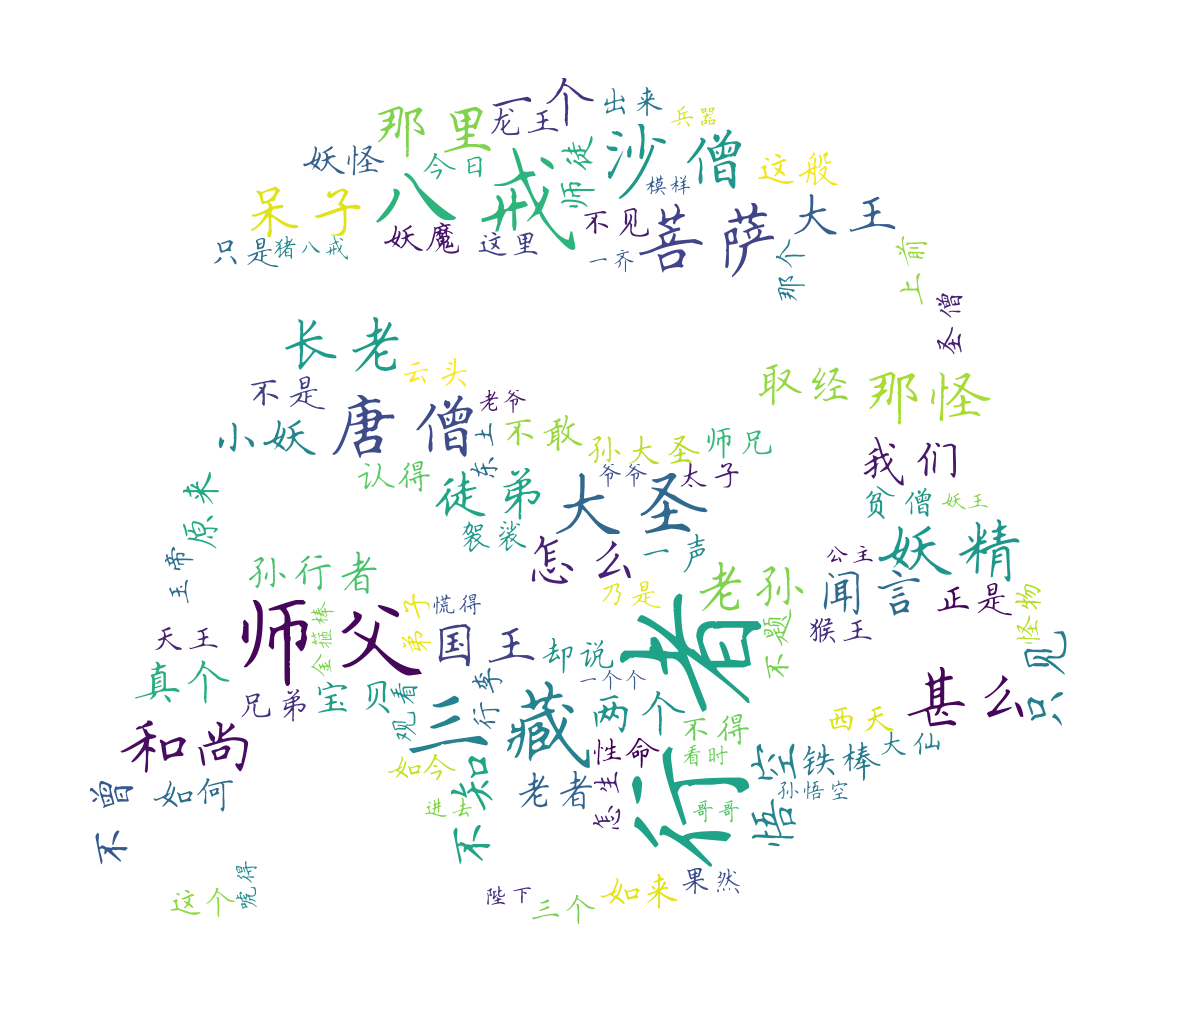 一个
出来
那里
龙王
兵器
沙僧
妖怪
今日
师徒
这般
八戒
模样
呆子
不见
大王
菩萨
妖魔
这里
只是
猪八戒
一齐
那个
上前
圣僧
长老
云头
取经
那怪
不是
老爷
唐僧
小妖
东土
不敢
孙大圣
师兄
我们
认得
爷爷
太子
徒弟
大圣
原来
贫僧
妖王
袈裟
妖精
怎么
一声
公主
玉帝
孙行者
乃是
老孙
闻言
正是
怪物
师父
金箍棒
弟子
慌得
行者
猴王
不题
天王
国王
却说
只见
真个
一个个
甚么
兄弟
宝贝
观看
行李
三藏
两个
西天
和尚
不得
性命
看时
大仙
如今
悟空
铁棒
不曾
如何
不知
老者
怎生
孙悟空
进去
哥哥
这个
唬得
陛下
三个
如来
果然